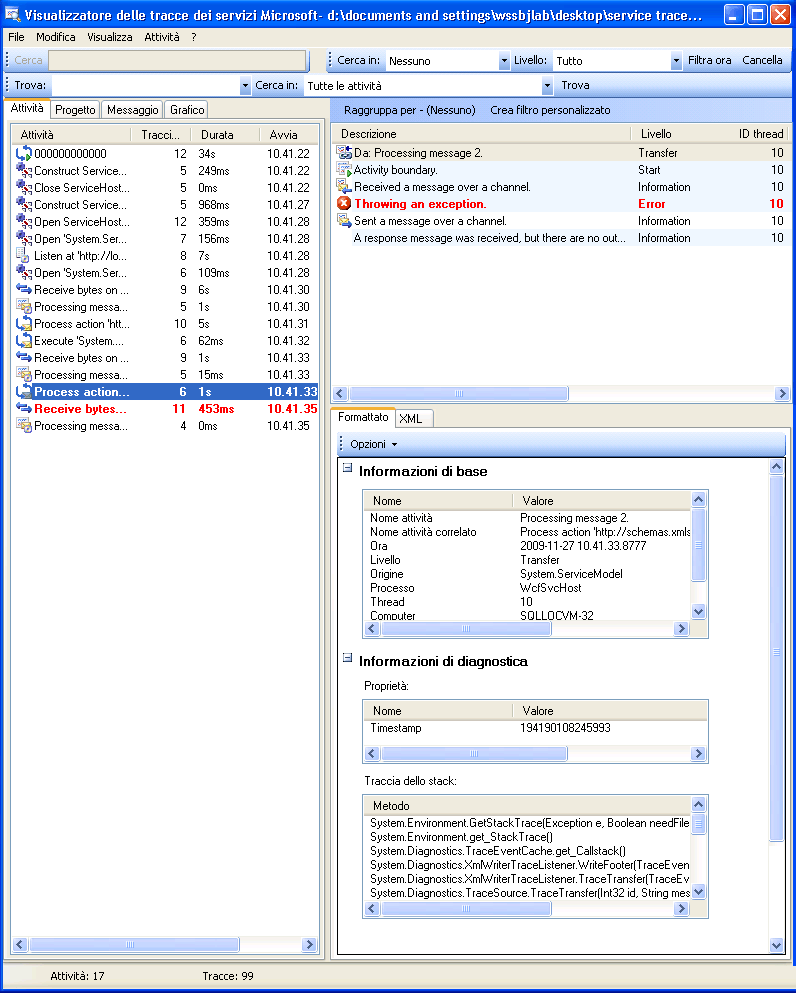 Visualizzatore delle tracce dei servizi Microsoft- d:\documents and settings\wssbjlab\desktop\service trace...
File Modifica Visualizza Attività ?
Cerca Cerca in: Nessuno Livello: Tutto Filtra ora Cancella
Trova: Cerca in: Tutte le attività Trova
Attività Progetto Messaggio Grafico
Attività Tracci... Durata Avvia
000000000000 12 34s 10.41.22
Construct Service... 5 249ms 10.41.22
Close ServiceHost... 5 0ms 10.41.22
Construct Service... 5 968ms 10.41.27
Open ServiceHost... 12 359ms 10.41.28
Open 'System.Ser... 7 156ms 10.41.28
Listen at 'http://lo... 8 7s 10.41.28
Open 'System.Ser... 6 109ms 10.41.28
Receive bytes on ... 9 6s 10.41.30
Processing messa... 5 1s 10.41.30
Process action 'htt... 10 5s 10.41.31
Execute 'System.... 6 62ms 10.41.32
Receive bytes on ... 9 1s 10.41.33
Processing messa... 5 15ms 10.41.33
Process action... 6 1s 10.41.33
Receive bytes... 11 453ms 10.41.35
Processing messa... 4 0ms 10.41.35
Raggruppa per - (Nessuno) Crea filtro personalizzato
Descrizione Livello ID thread
Da: Processing message 2. Transfer 10
Activity boundary. Start 10
Received a message over a channel. Information 10
Throwing an exception. Error 10
Sent a message over a channel. Information 10
A response message was received, but there are no out... Information 10
Formattato XML
Opzioni
Informazioni di base
Nome Valore
Nome attività Processing message 2.
Nome attività correlato Process action 'http://schemas.xmls
Ora 2009-11-27 10.41.33.8777
Livello Transfer
Origine System.ServiceModel
Processo WcfSvcHost
Thread 10
Computer SQLLOCVM-32
Informazioni di diagnostica
Proprietà:
Nome Valore
Timestamp 194190108245993
Traccia dello stack:
Metodo
System.Environment.GetStackTrace(Exception e, Boolean needFile
System.Environment.get_StackTrace()
System.Diagnostics.TraceEventCache.get_Callstack()
System.Diagnostics.XmlWriterTraceListener.WriteFooter(TraceEven
System.Diagnostics.XmlWriterTraceListener.TraceTransfer(TraceEv
System.Diagnostics.TraceSource.TraceTransfer(Int32 id, String mes
Attività: 17 Tracce: 99